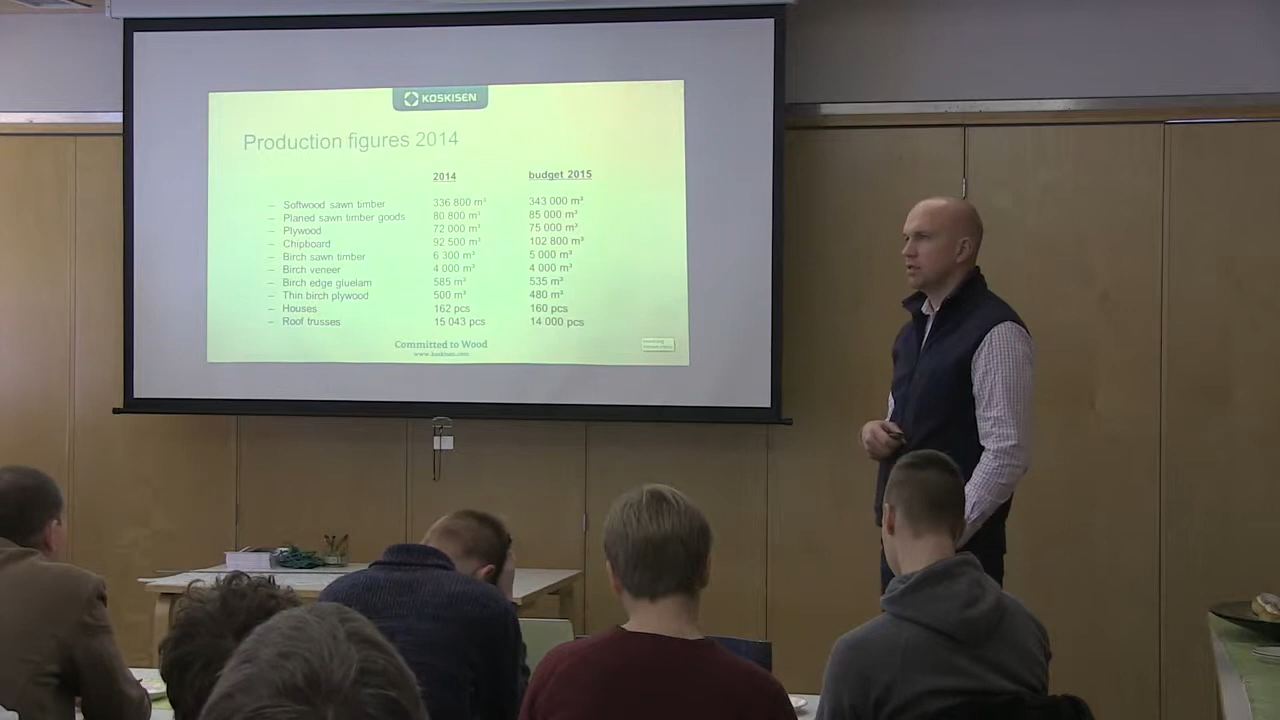 KOSKISEN
Production figures 2014
2014 budget 2015
– Softwood sawn timber 336 800 m³ 343 000 m³
– Planed sawn timber goods 80 800 m³ 85 000 m³
– Plywood 72 000 m³ 75 000 m³
– Chipboard 92 500 m³ 102 800 m³
– Birch sawn timber 6 300 m³ 5 000 m³
– Birch veneer 4 000 m³ 4 000 m³
– Birch edge gluelam 585 m³ 535 m³
– Thin birch plywood 500 m³ 480 m³
– Houses 162 pcs 160 pcs
– Roof trusses 15 043 pcs 14 000 pcs
Committed to Wood
www.koskisen.com